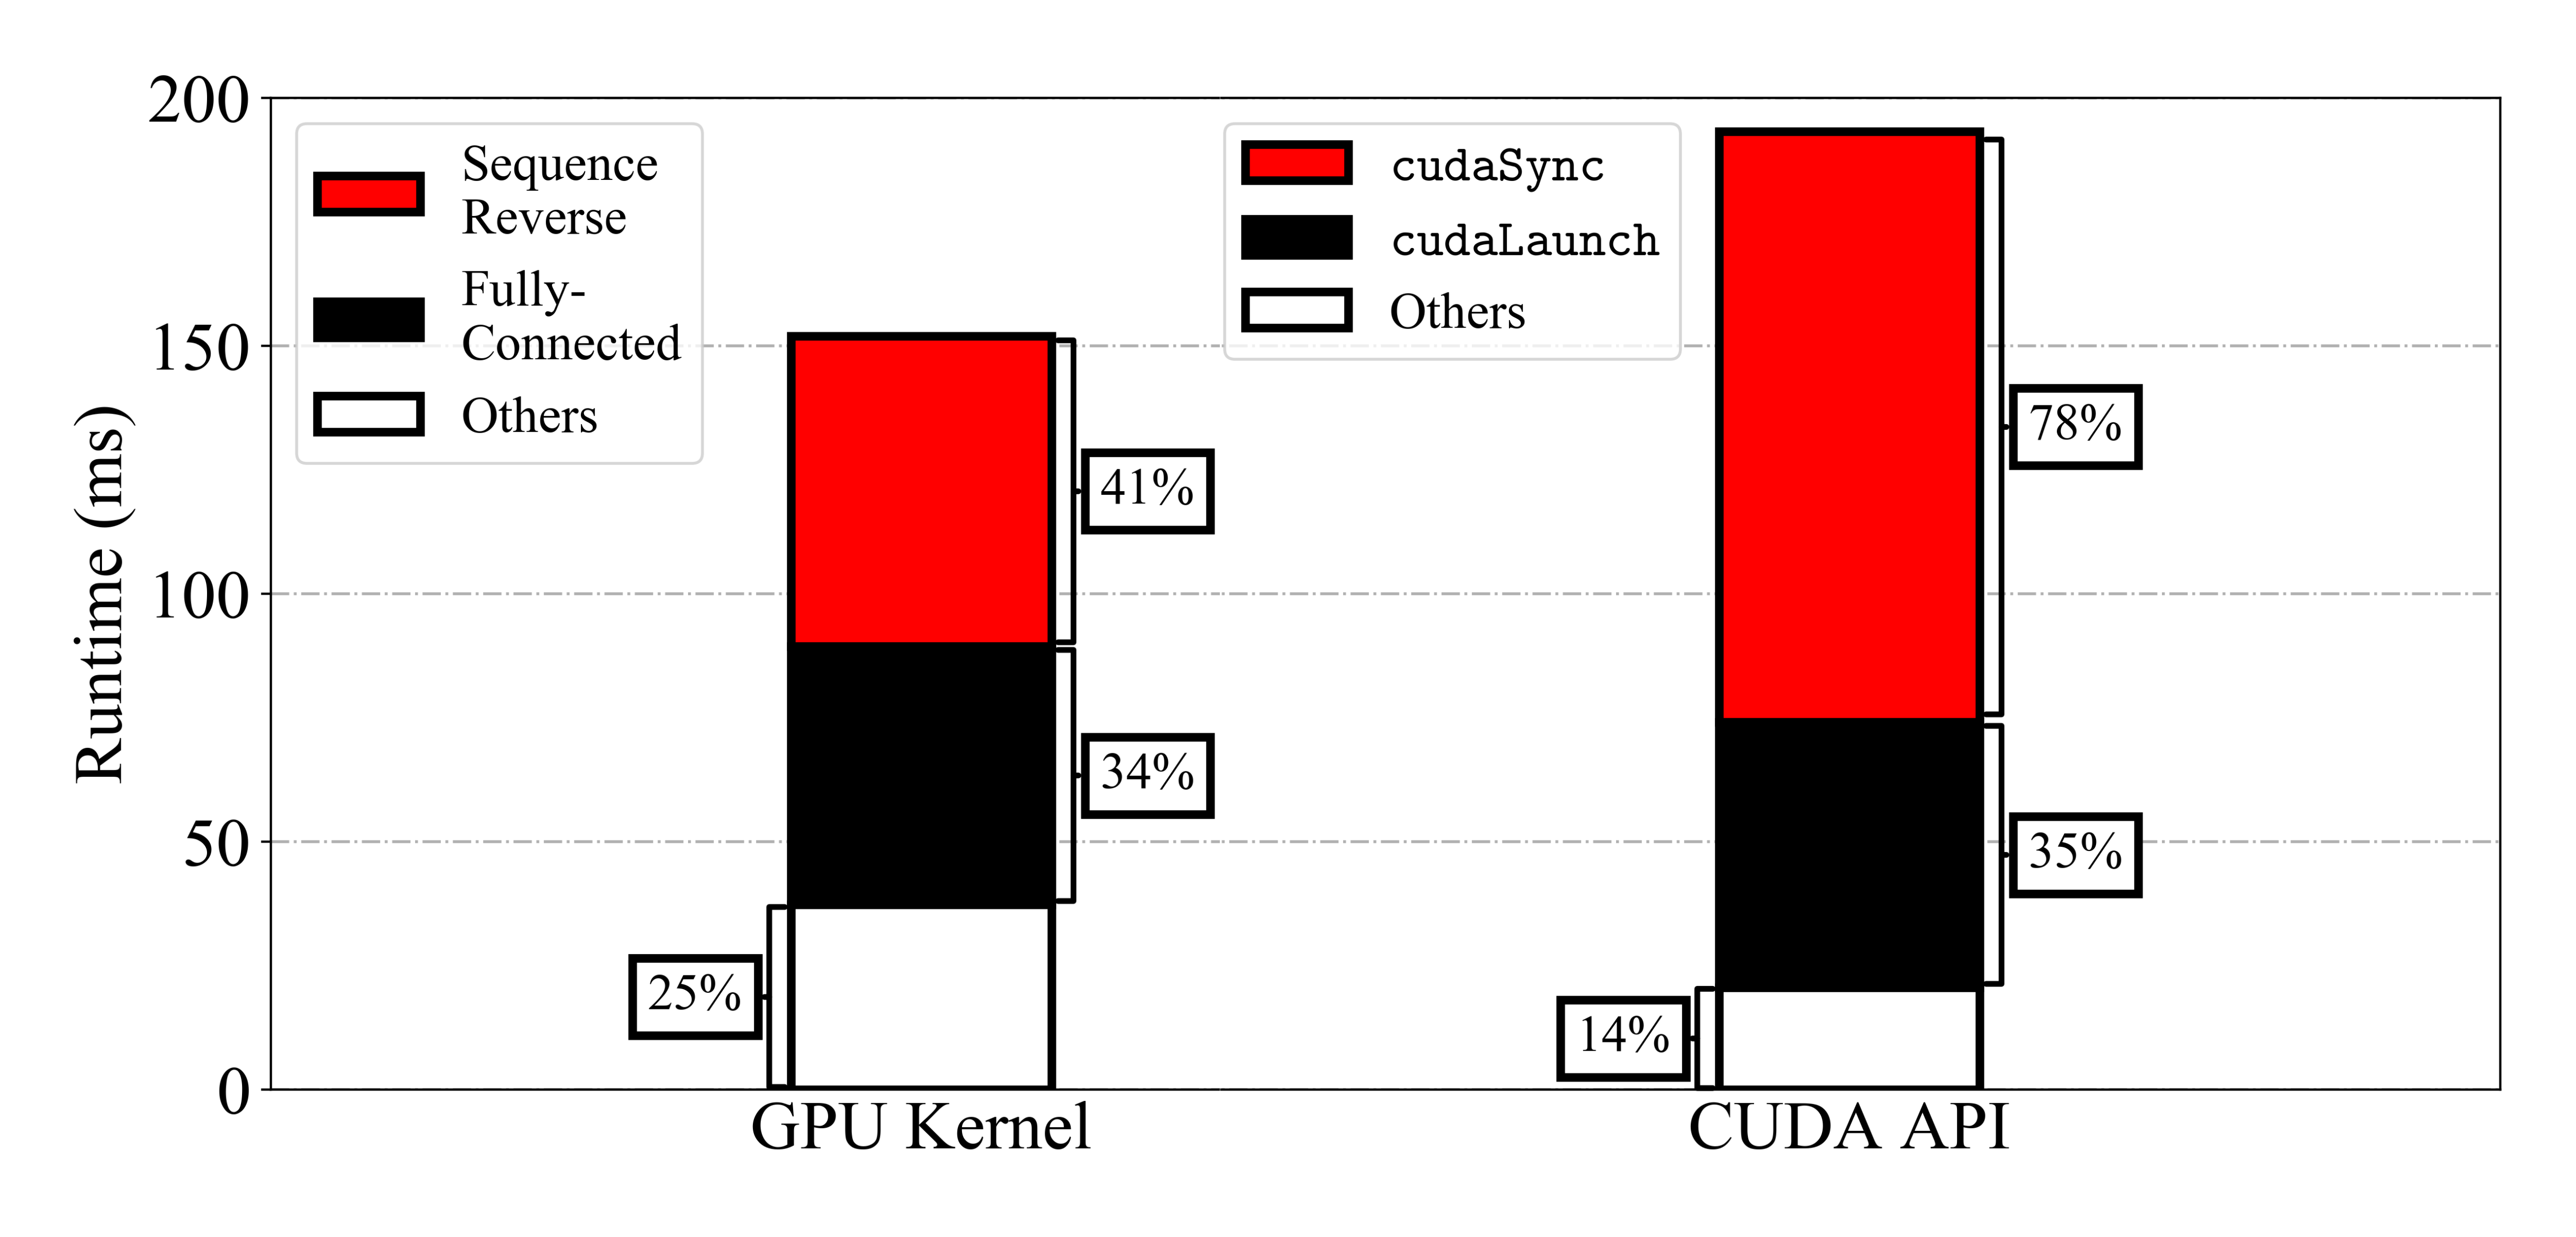 Runtime (ms)
200
150
100
50
0
Sequence
Reverse
Fully-
Connected
Others
cudaSync
cudaLaunch
Others
41%
34%
25%
78%
35%
14%
GPU Kernel
CUDA API